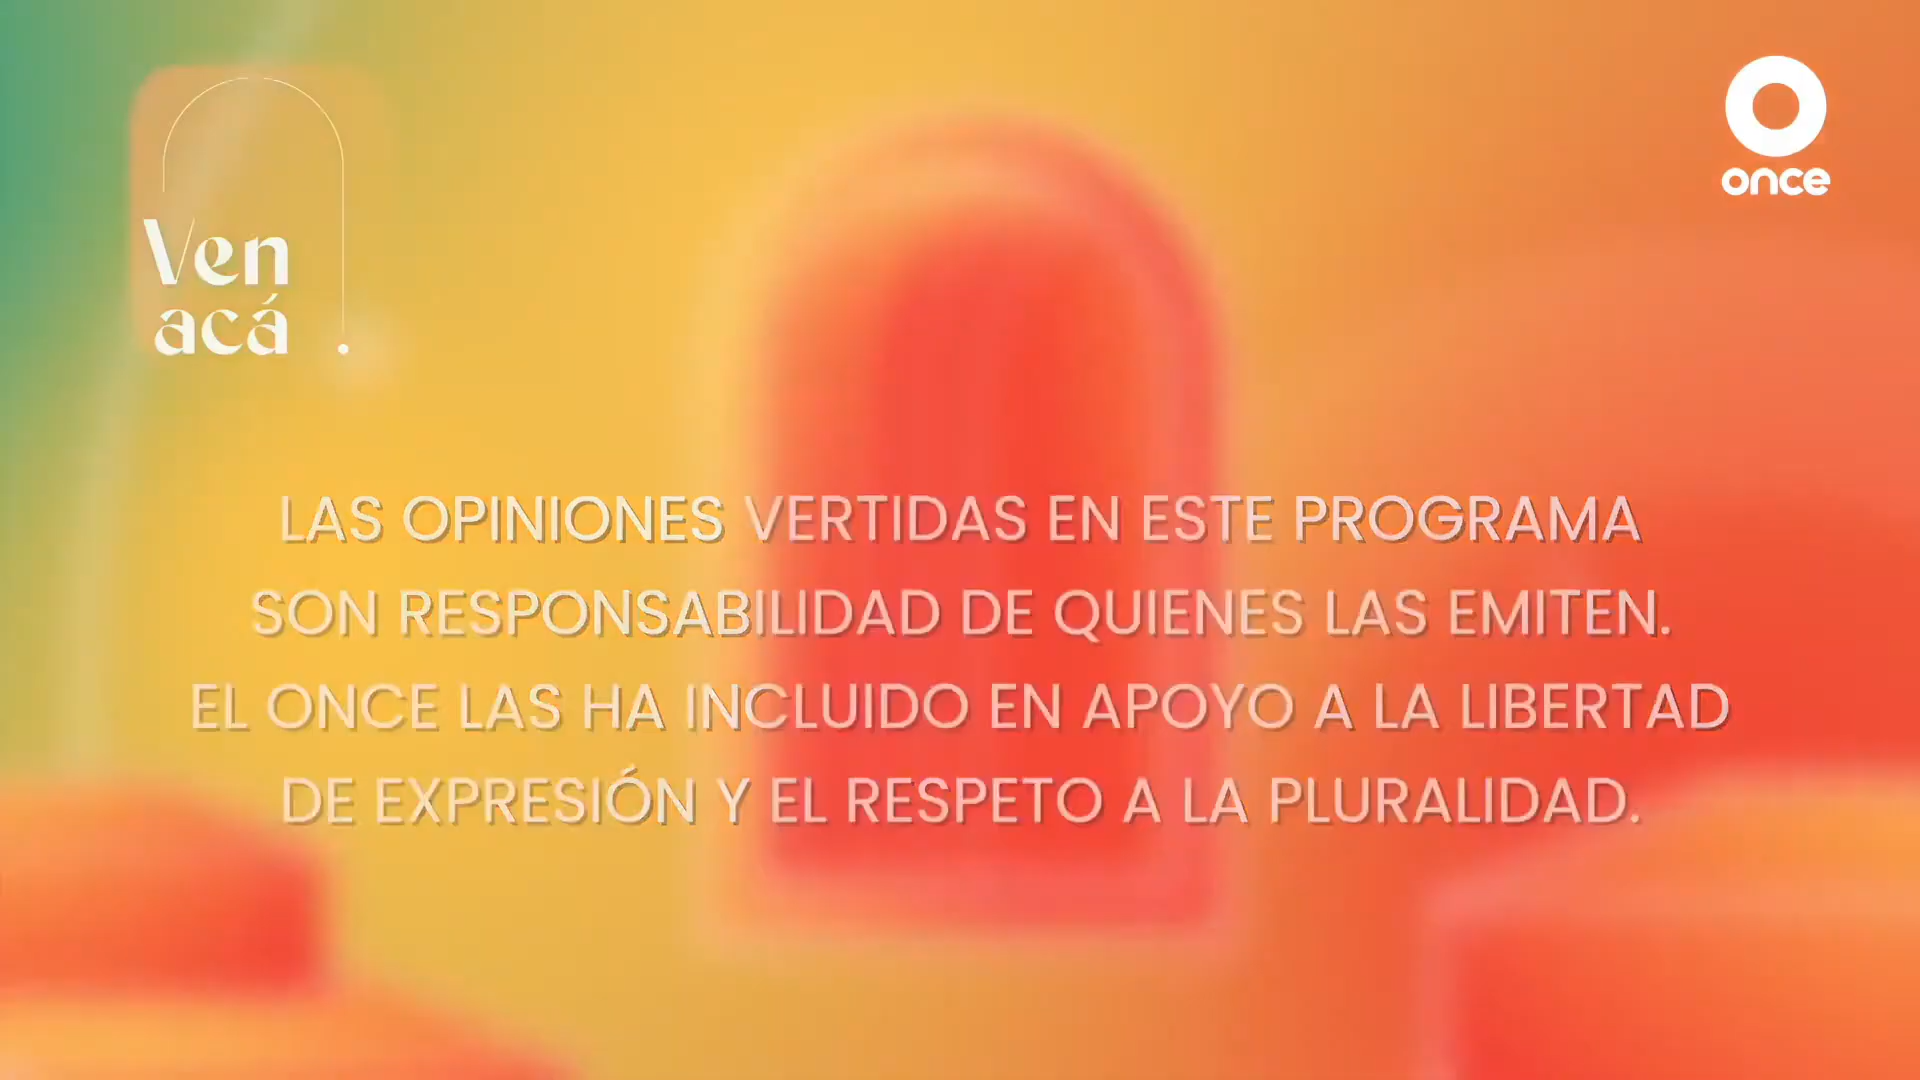 Ven
acá
once
LAS OPINIONES VERTIDAS EN ESTE PROGRAMA
SON RESPONSABILIDAD DE QUIENES LAS EMITEN.
EL ONCE LAS HA INCLUIDO EN APOYO A LA LIBERTAD
DE EXPRESIÓN Y EL RESPETO A LA PLURALIDAD.